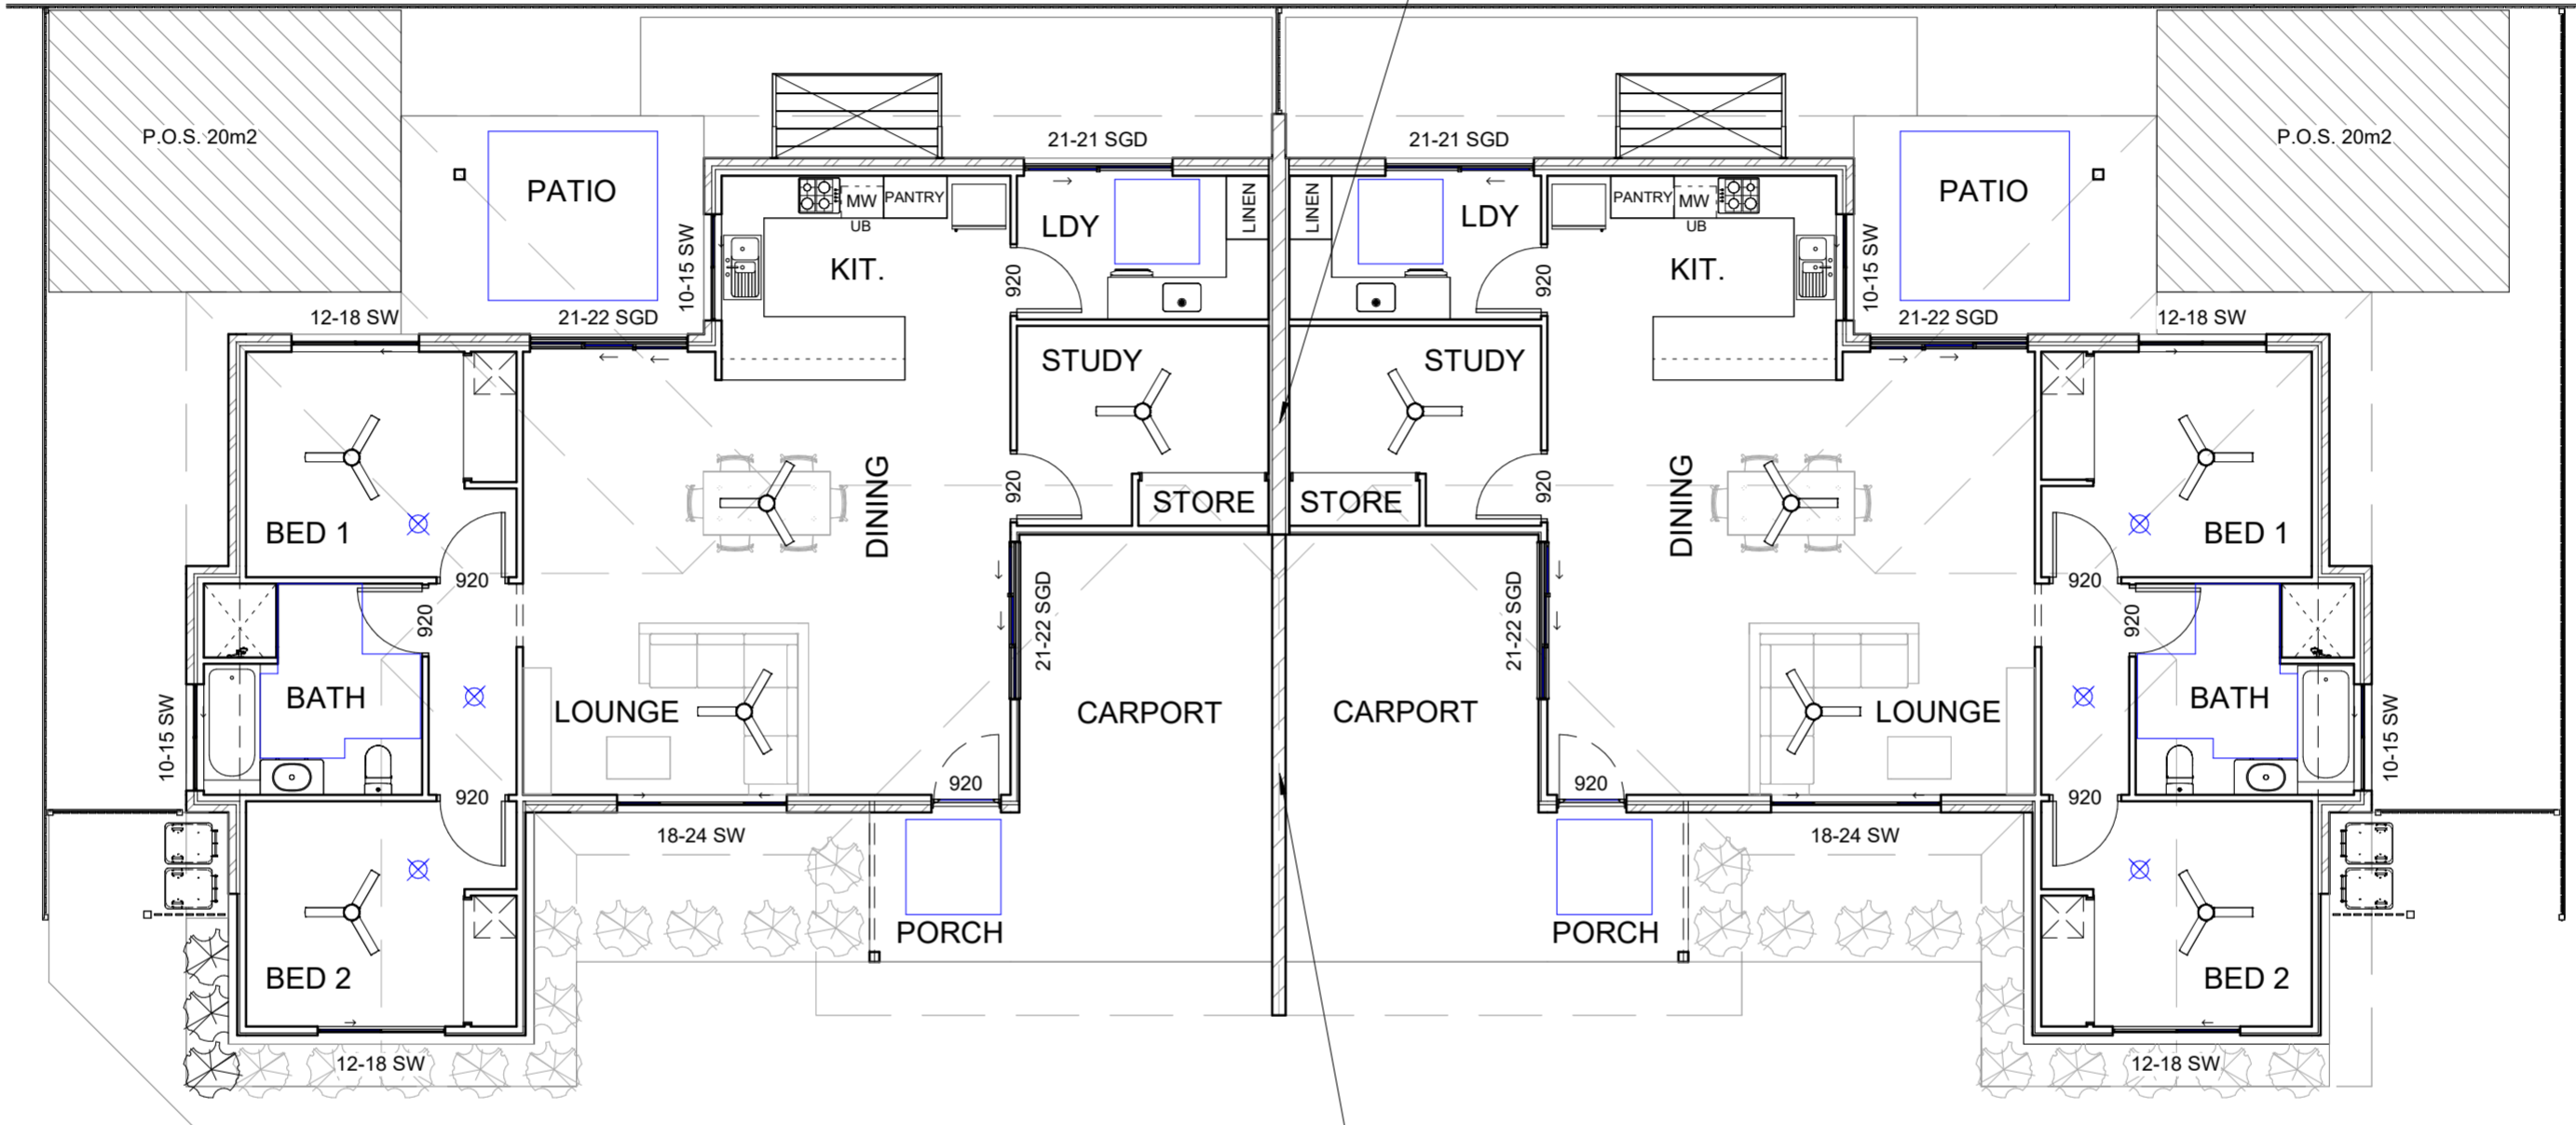 P.O.S. 20m2
21-21 SGD
21-21 SGD
P.O.S. 20m2
PATIO
MW
PANTRY
LINEN
LINEN
PANTRY
MW
PATIO
UB
LDY
LDY
UB
10-15 SW
KIT.
920
920
KIT.
10-15 SW
12-18 SW
21-22 SGD
21-22 SGD
12-18 SW
STUDY
STUDY
DINING
920
STORE
STORE
920
DINING
BED 1
BED 1
920
920
920
21-22 SGD
21-22 SGD
920
10-15 SW
BATH
LOUNGE
CARPORT
CARPORT
LOUNGE
BATH
10-15 SW
920
920
920
920
18-24 SW
18-24 SW
PORCH
PORCH
BED 2
BED 2
12-18 SW
12-18 SW